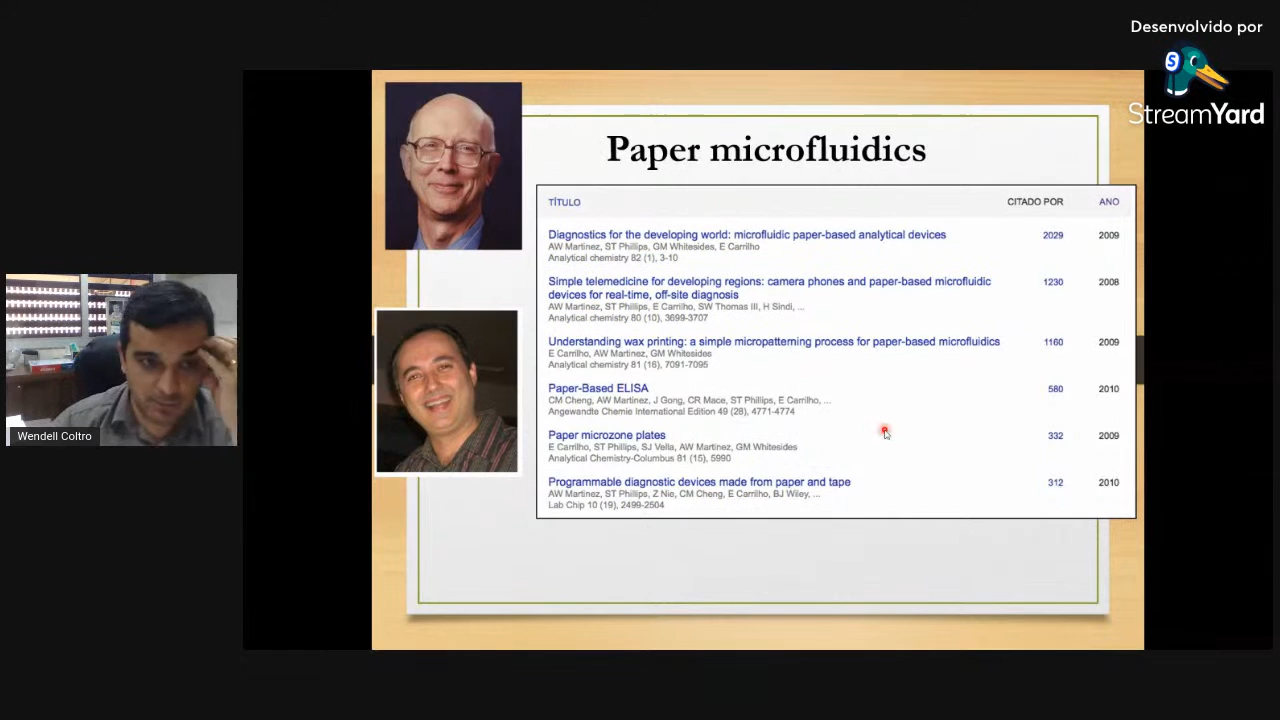 Desenvolvido por
S
StreamYard
Paper microfluidics
TÍTULO CITADO POR ANO
Diagnostics for the developing world: microfluidic paper-based analytical devices 2029 2009
AW Martinez, ST Phillips, GM Whitesides, E Carrilho
Analytical chemistry 82 (1), 3-10
Simple telemedicine for developing regions: camera phones and paper-based microfluidic 1230 2008
devices for real-time, off-site diagnosis
AW Martinez, ST Phillips, E Carrilho, SW Thomas III, H Sindi, ...
Analytical chemistry 80 (10), 3699-3707
Understanding wax printing: a simple micropatterning process for paper-based microfluidics 1160 2009
E Carrilho, AW Martinez, GM Whitesides
Analytical chemistry 81 (16), 7091-7095
Paper-Based ELISA 580 2010
CM Cheng, AW Martinez, J Gong, CR Mace, ST Phillips, E Carrilho, ...
Angewandte Chemie International Edition 49 (28), 4771-4774
Paper microzone plates 332 2009
E Carrilho, ST Phillips, SJ Vella, AW Martinez, GM Whitesides
Analytical Chemistry-Columbus 81 (15), 5990
Programmable diagnostic devices made from paper and tape 312 2010
AW Martinez, ST Phillips, Z Nie, CM Cheng, E Carrilho, BJ Wiley, ...
Lab Chip 10 (19), 2499-2504
Wendell Coltro